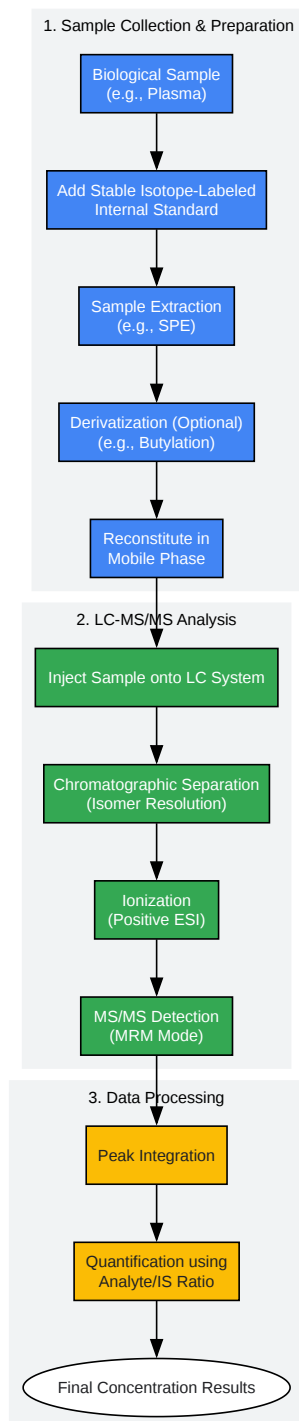 1. Sample Collection & Preparation
Biological Sample
(e.g., Plasma)
Add Stable Isotope-Labeled
Internal Standard
Sample Extraction
(e.g., SPE)
Derivatization (Optional)
(e.g., Butylation)
Reconstitute in
Mobile Phase
2. LC-MS/MS Analysis
Inject Sample onto LC System
Chromatographic Separation
(Isomer Resolution)
Ionization
(Positive ESI)
MS/MS Detection
(MRM Mode)
3. Data Processing
Peak Integration
Quantification using
Analyte/IS Ratio
Final Concentration Results